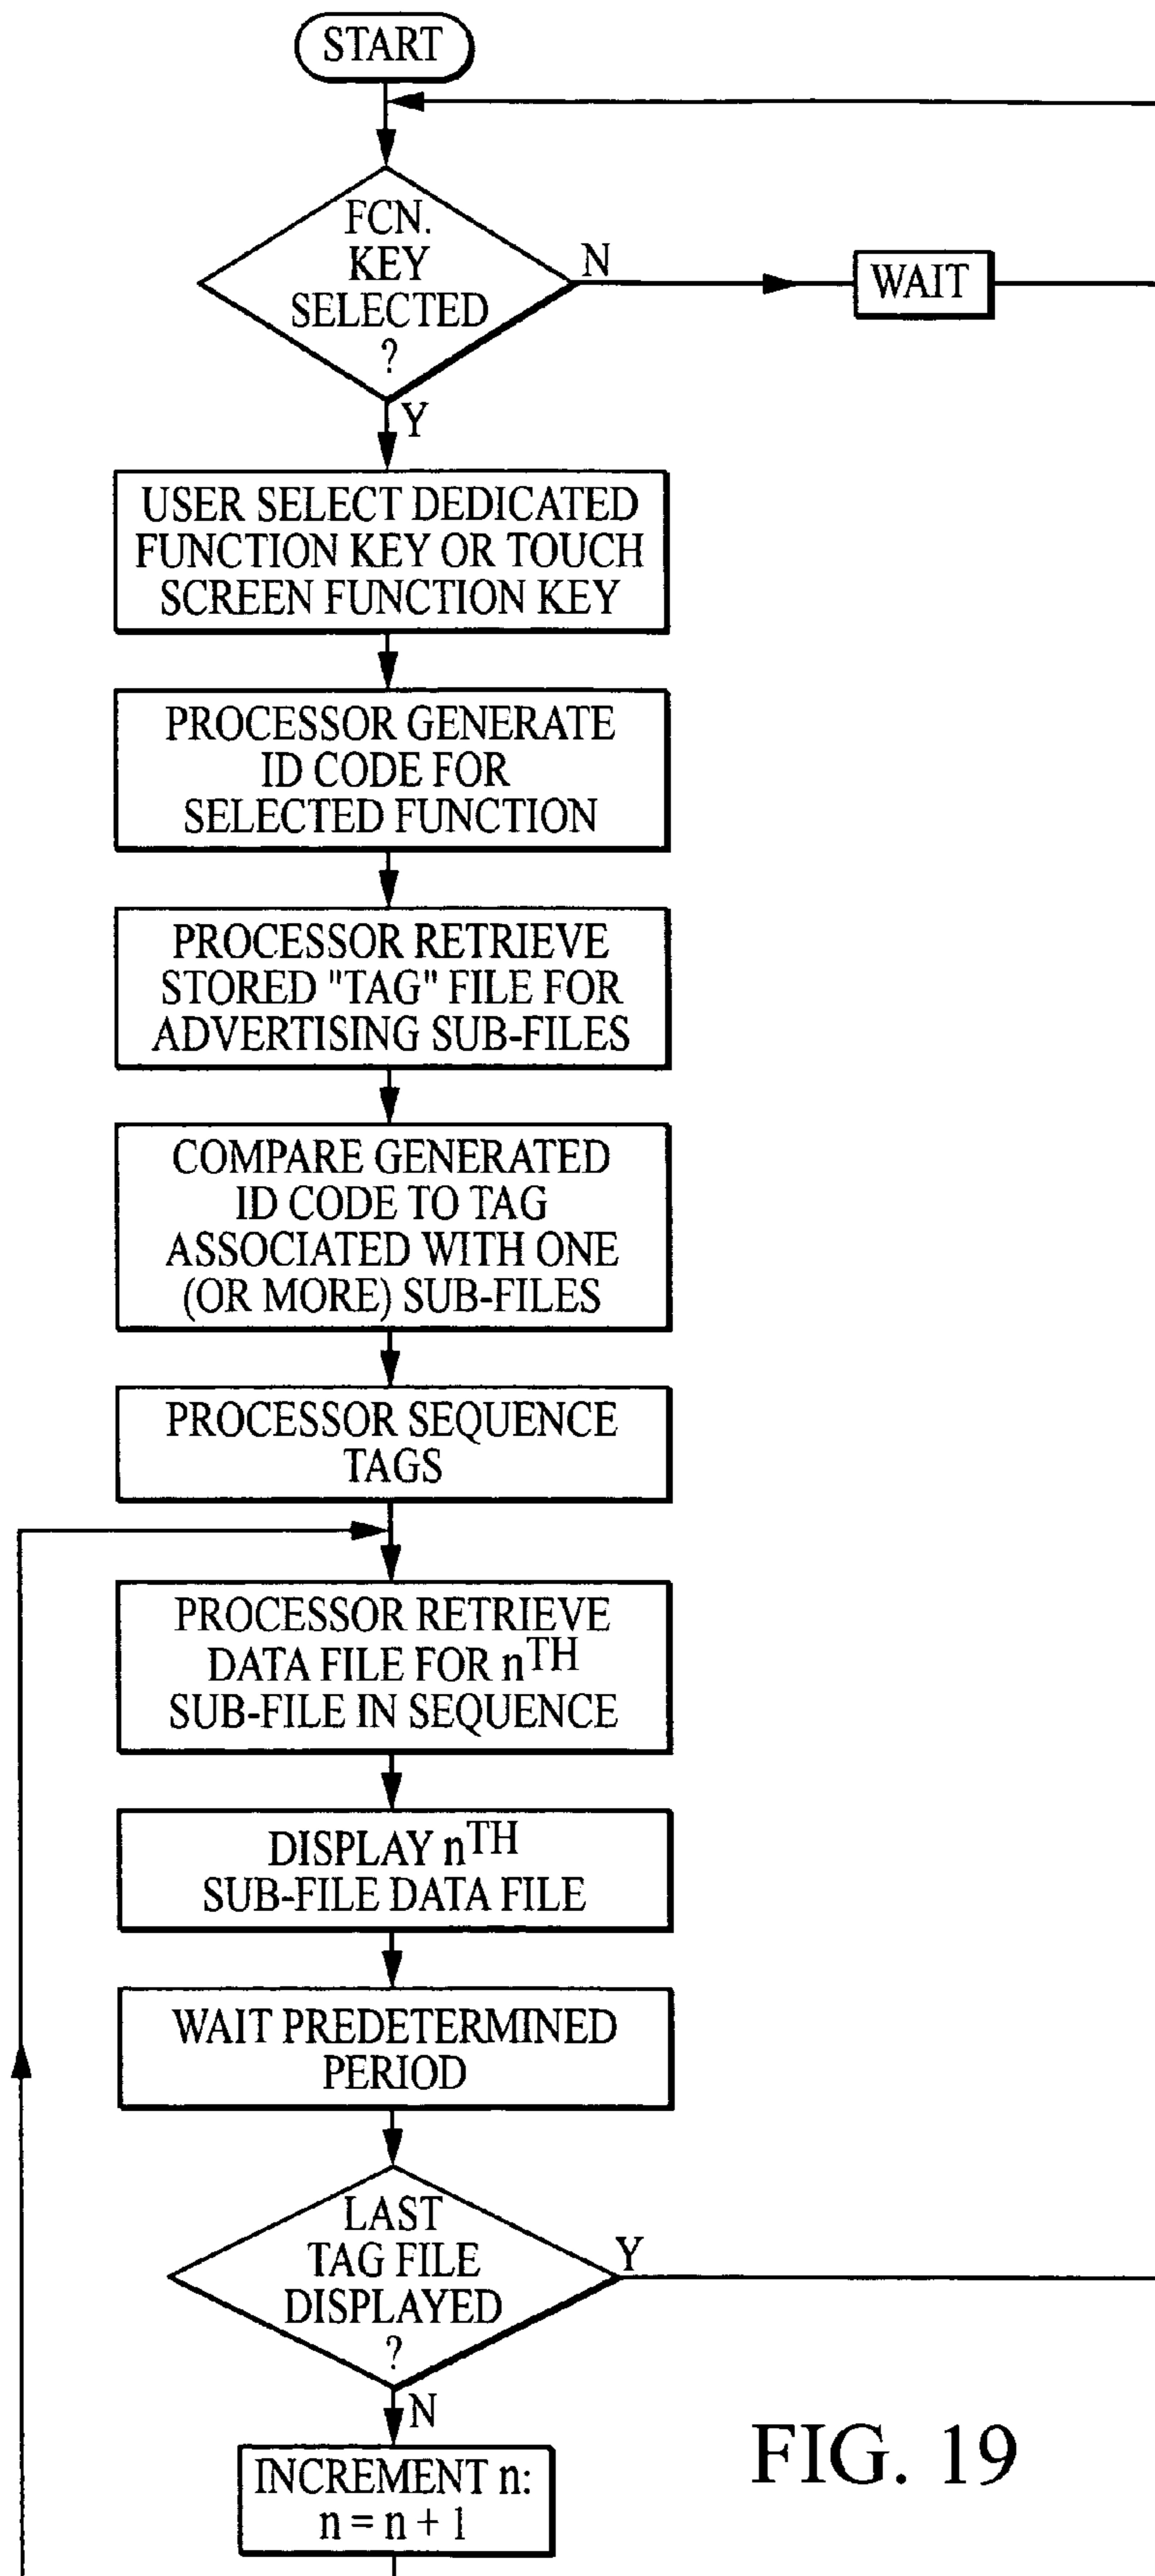 START
FCN.
KEY
SELECTED
?
N
WAIT
Y
USER SELECT DEDICATED
FUNCTION KEY OR TOUCH
SCREEN FUNCTION KEY
PROCESSOR GENERATE
ID CODE FOR
SELECTED FUNCTION
PROCESSOR RETRIEVE
STORED "TAG" FILE FOR
ADVERTISING SUB-FILES
COMPARE GENERATED
ID CODE TO TAG
ASSOCIATED WITH ONE
(OR MORE) SUB-FILES
PROCESSOR SEQUENCE
TAGS
PROCESSOR RETRIEVE
DATA FILE FOR nTH
SUB-FILE IN SEQUENCE
DISPLAY nTH
SUB-FILE DATA FILE
WAIT PREDETERMINED
PERIOD
LAST
TAG FILE
DISPLAYED
?
Y
N
INCREMENT n:
n = n + 1
FIG. 19